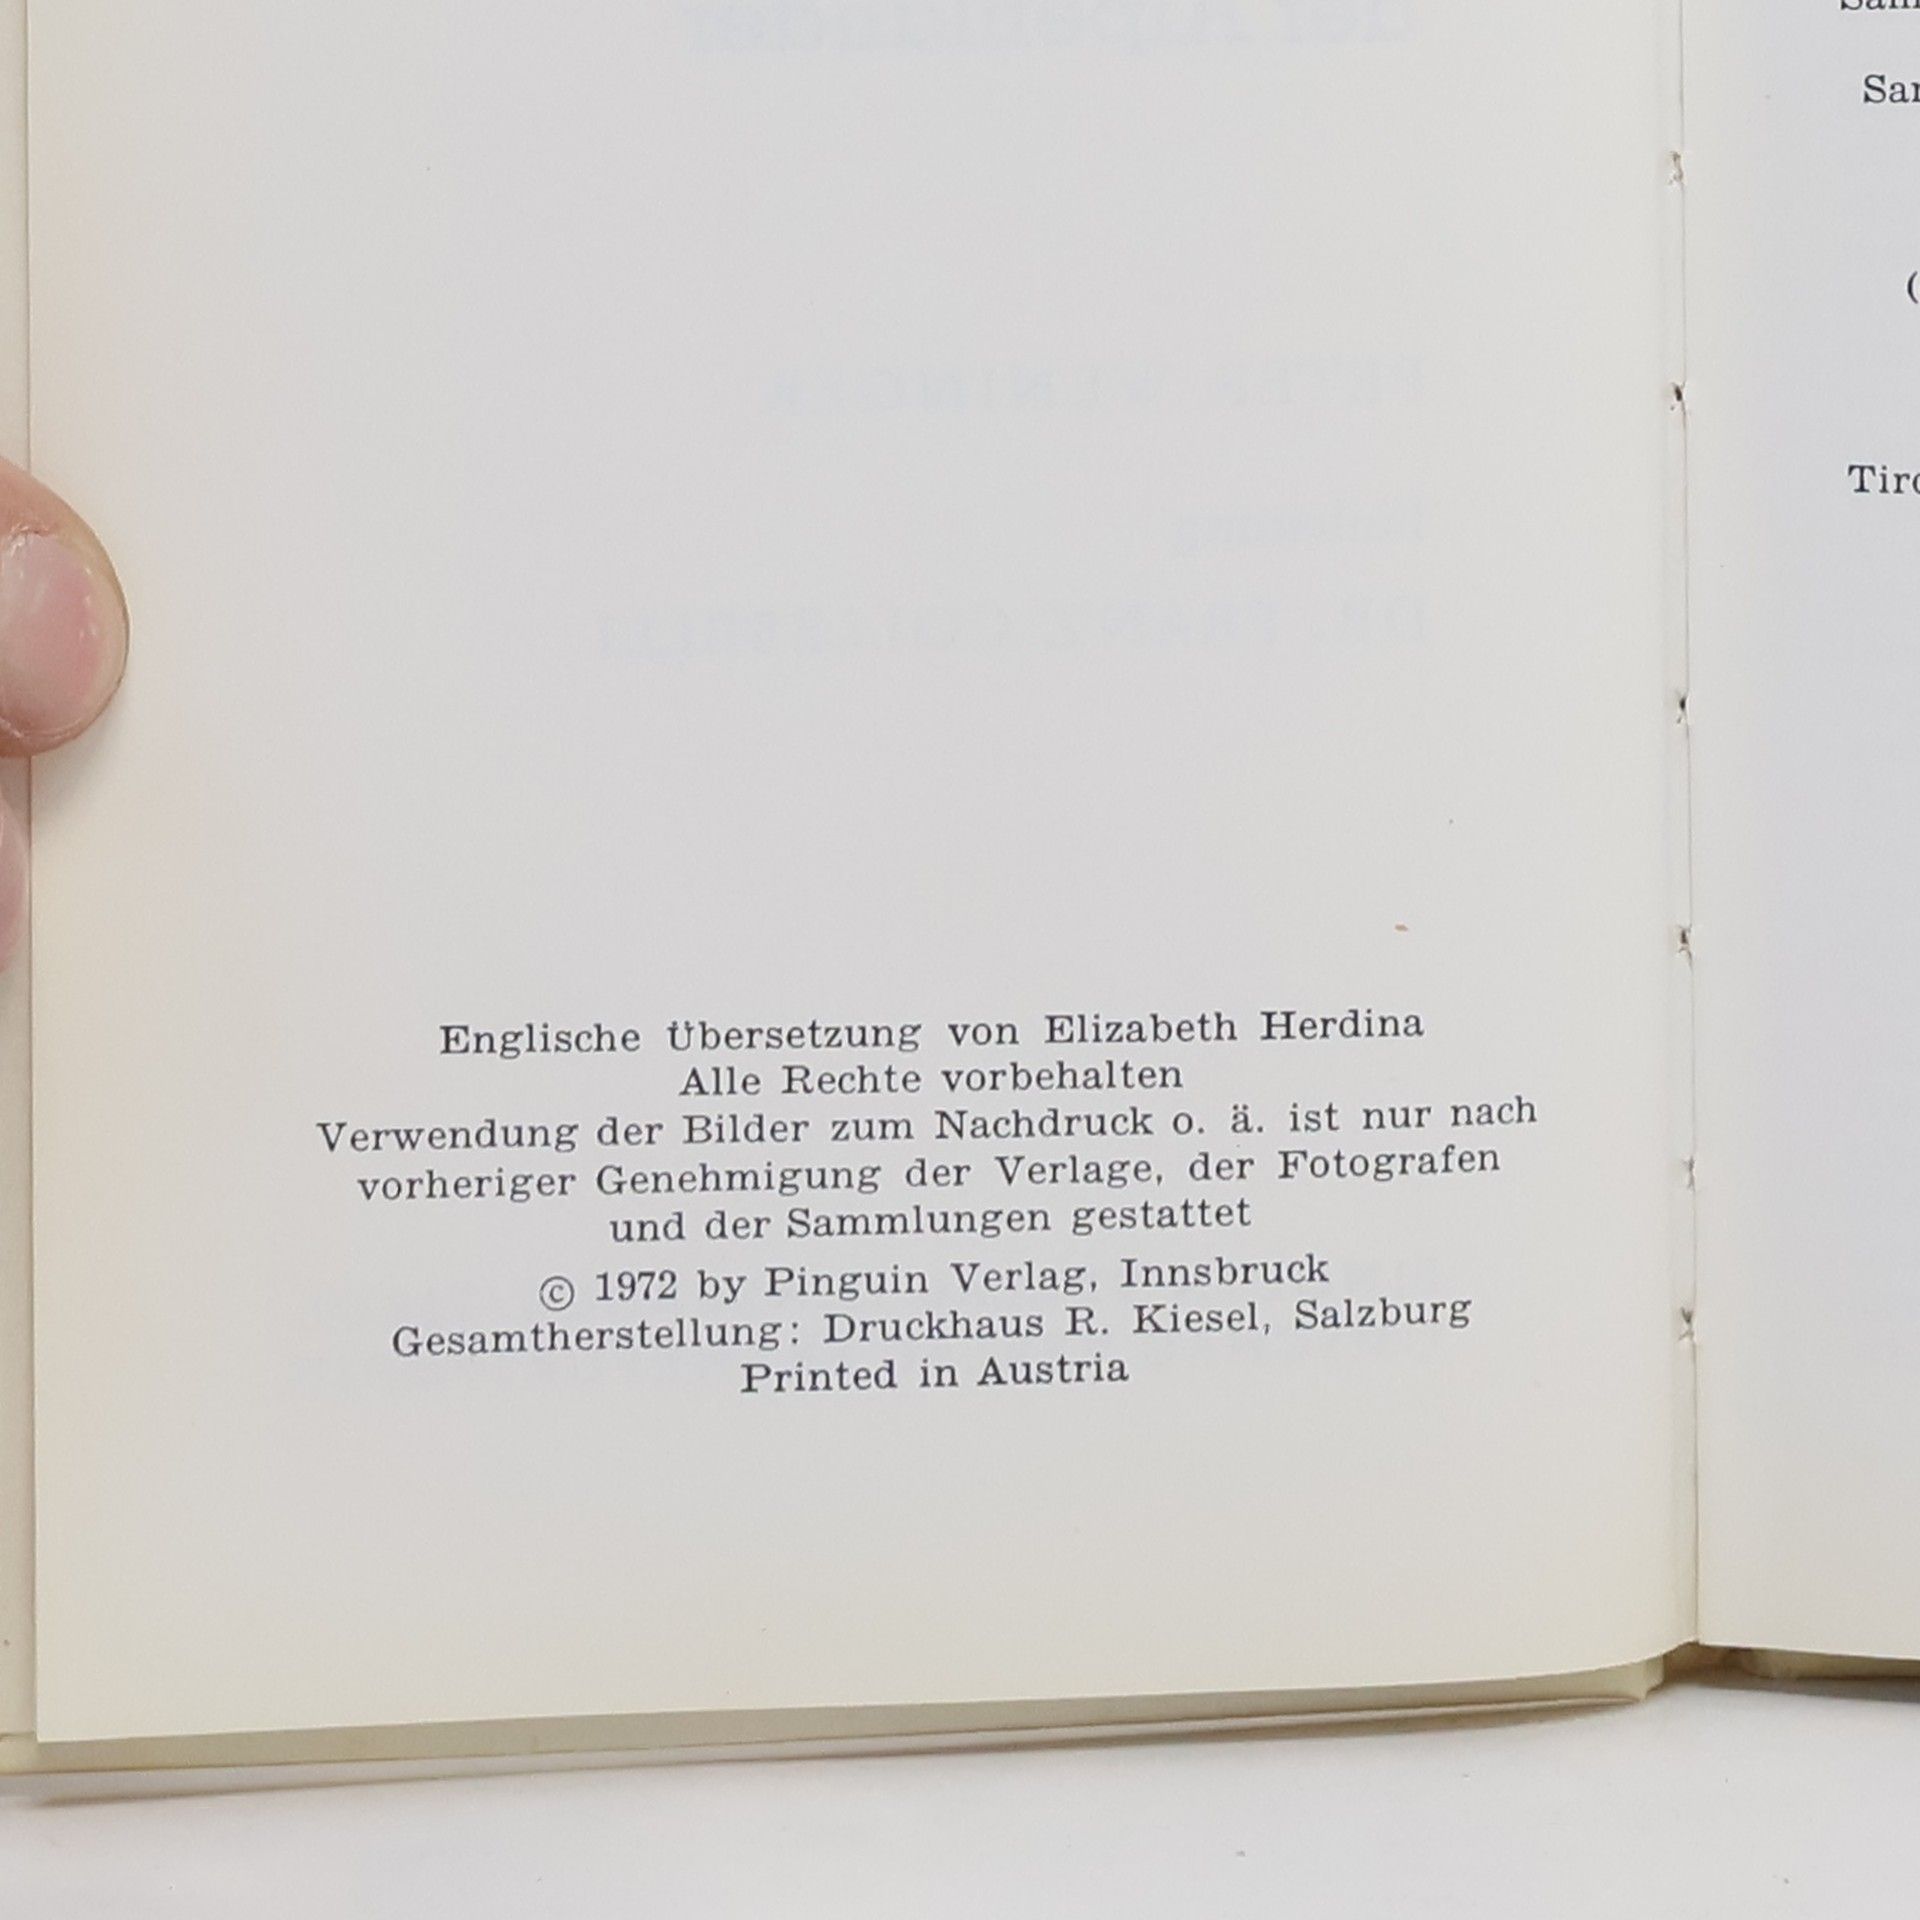 Englische Übersetzung von Elizabeth Herdina
Alle Rechte vorbehalten
Verwendung der Bilder zum Nachdruck o. ä. ist nur nach
vorheriger Genehmigung der Verlage, der Fotografen
und der Sammlungen gestattet
© 1972 by Pinguin Verlag, Innsbruck
Gesamtherstellung: Druckhaus R. Kiesel, Salzburg
Printed in Austria